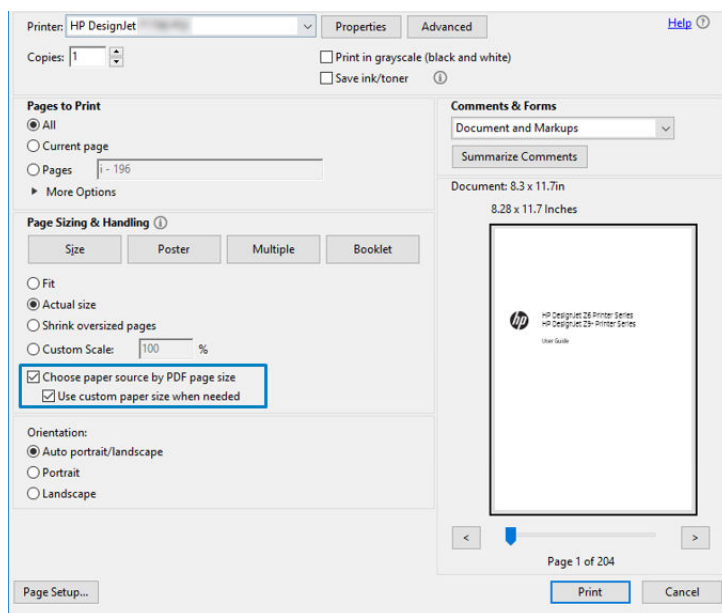 Printer: HP DesignJet
Properties
Advanced
Help
Copies: 1
Print in grayscale (black and white)
Save ink/toner
Pages to Print
All
Current page
Pages i - 196
More Options
Page Sizing & Handling
Size
Poster
Multiple
Booklet
Fit
Actual size
Shrink oversized pages
Custom Scale: 100 %
Choose paper source by PDF page size
Use custom paper size when needed
Orientation:
Auto portrait/landscape
Portrait
Landscape
Comments & Forms
Document and Markups
Summarize Comments
Document: 8.3 x 11.7in
8.28 x 11.7 Inches
hp
HP DesignJet Z6 Printer Series
HP DesignJet Z9+ Printer Series
User Guide
<
>
Page 1 of 204
Page Setup...
Print
Cancel